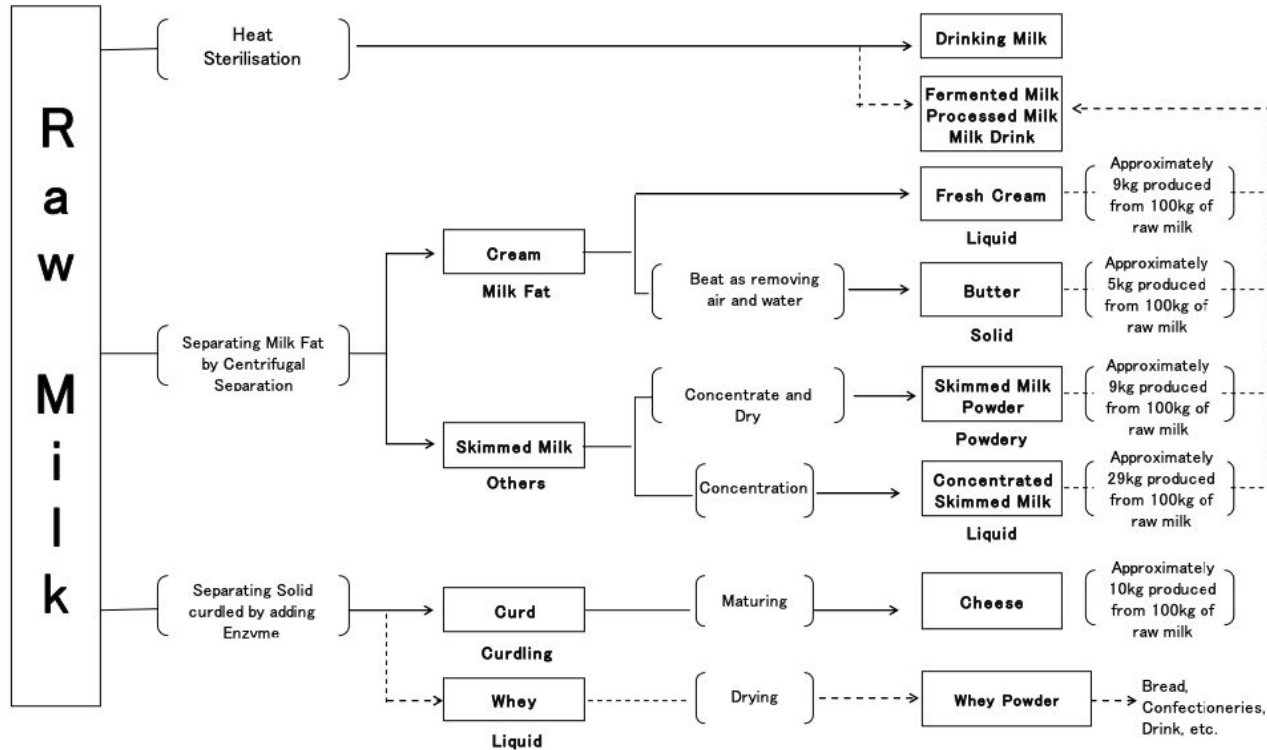 Raw Milk
Heat
Sterilisation
Drinking Milk
Fermented Milk
Processed Milk
Milk Drink
Separating Milk Fat
by Centrifugal
Separation
Cream
Milk Fat
Fresh Cream
Liquid
Approximately
9kg produced
from 100kg of
raw milk
Beat as removing
air and water
Butter
Solid
Approximately
5kg produced
from 100kg of
raw milk
Skimmed Milk
Others
Concentrate and
Dry
Skimmed Milk
Powder
Powdery
Approximately
9kg produced
from 100kg of
raw milk
Concentration
Concentrated
Skimmed Milk
Liquid
Approximately
29kg produced
from 100kg of
raw milk
Separating Solid
curdled by adding
Enzyme
Curd
Curdling
Maturing
Cheese
Approximately
10kg produced
from 100kg of
raw milk
Whey
Liquid
Drying
Whey Powder
Bread,
Confectioneries,
Drink, etc.